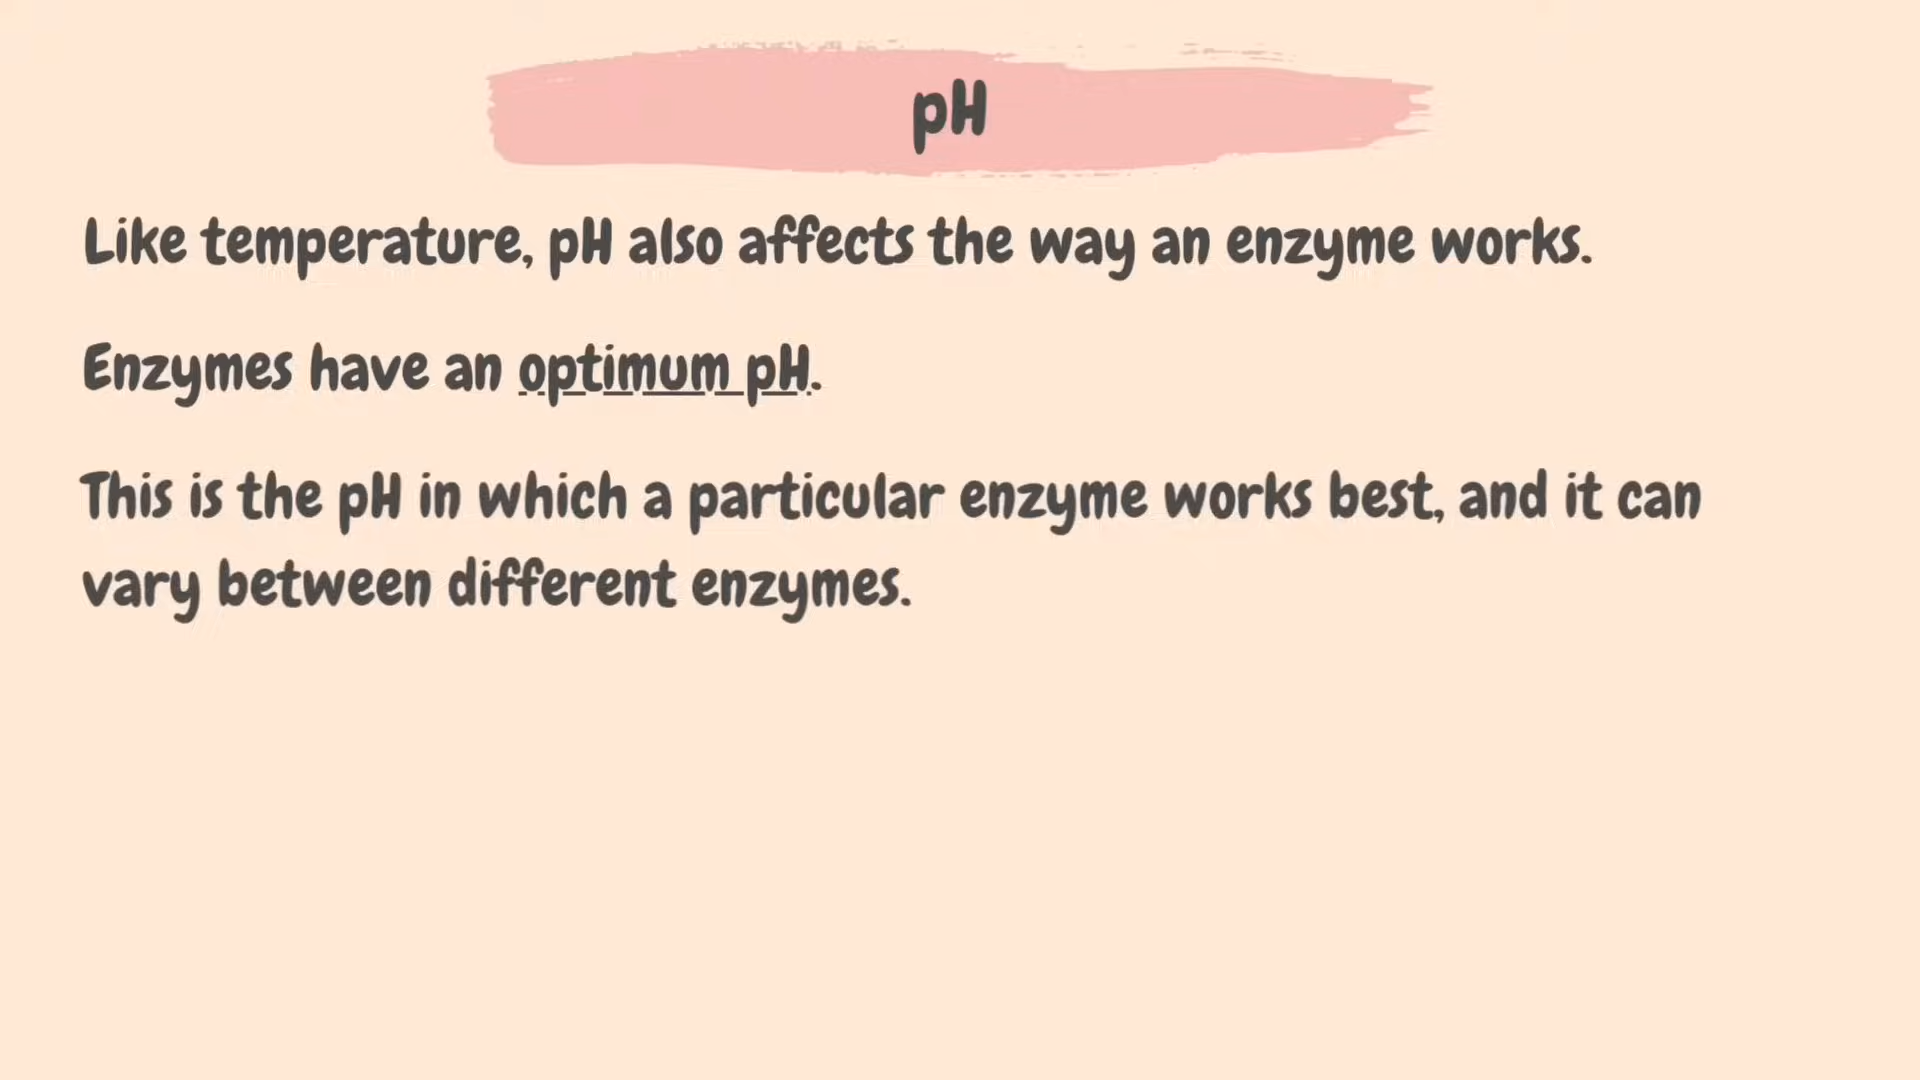 pH
Like temperature, pH also affects the way an enzyme works.
Enzymes have an optimum pH.
This is the pH in which a particular enzyme works best, and it can
vary between different enzymes.